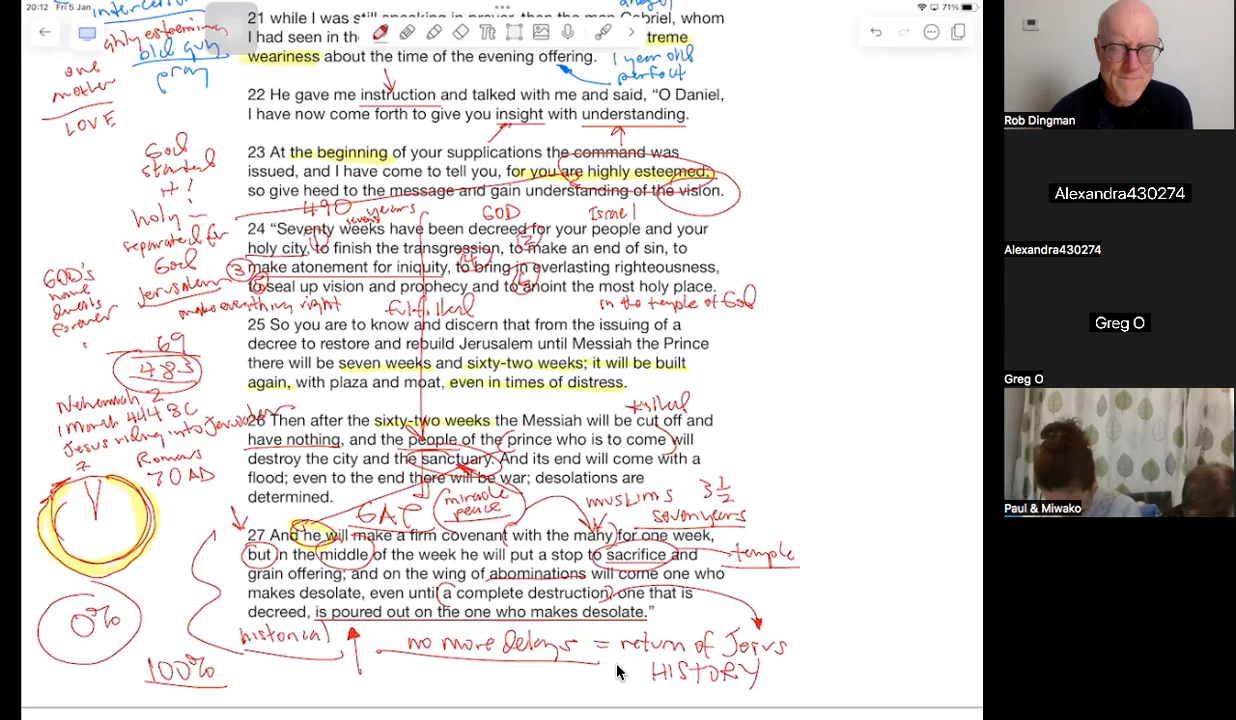 20:12 Fri 5 Jan
71%
highly esteeming
pray
one
mother
LOVE
21 while I was still speaking in prayer, then the man Gabriel, whom
I had seen in the
extreme
weariness about the time of the evening offering.
1 year old
perfect
22 He gave me instruction and talked with me and said, “O Daniel,
I have now come forth to give you insight with understanding.
God
started
it!
holy –
separated for
God
Jerusalem
23 At the beginning of your supplications the command was
issued, and I have come to tell you, for you are highly esteemed;
so give heed to the message and gain understanding of the vision.
490 years
sevens
GOD
Israel
24 “Seventy weeks have been decreed for your people and your
holy city, to finish the transgression, to make an end of sin, to
make atonement for iniquity, to bring in everlasting righteousness,
to seal up vision and prophecy and to anoint the most holy place.
GOD's
name
dwells
forever
make everything right
fulfilled
in the temple of God
25 So you are to know and discern that from the issuing of a
decree to restore and rebuild Jerusalem until Messiah the Prince
there will be seven weeks and sixty-two weeks; it will be built
again, with plaza and moat, even in times of distress.
69
483
Nehemiah 2
1 March 444 BC
Jesus riding into Jerusalem
Romans
70 AD
killed
26 Then after the sixty-two weeks the Messiah will be cut off and
have nothing, and the people of the prince who is to come will
destroy the city and the sanctuary. And its end will come with a
flood; even to the end there will be war; desolations are
determined.
GAP
miracle
peace
muslims
3 1/2
seven years
27 And he will make a firm covenant with the many for one week,
but in the middle of the week he will put a stop to sacrifice and
grain offering; and on the wing of abominations will come one who
makes desolate, even until a complete destruction, one that is
decreed, is poured out on the one who makes desolate.”
temple
0%
100%
historical
no more delays = return of Jesus
HISTORY
Rob Dingman
Alexandra430274
Alexandra430274
Greg O
Greg O
Paul & Miwako